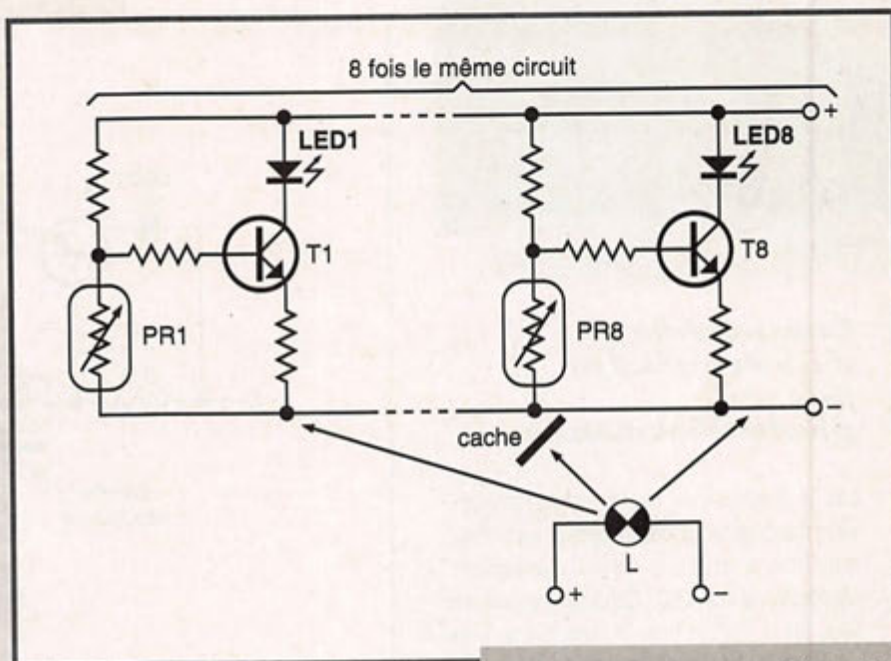 8 fois le même circuit
+
LED1
LED8
T1
T8
PR1
PR8
cache
−
L
+
−